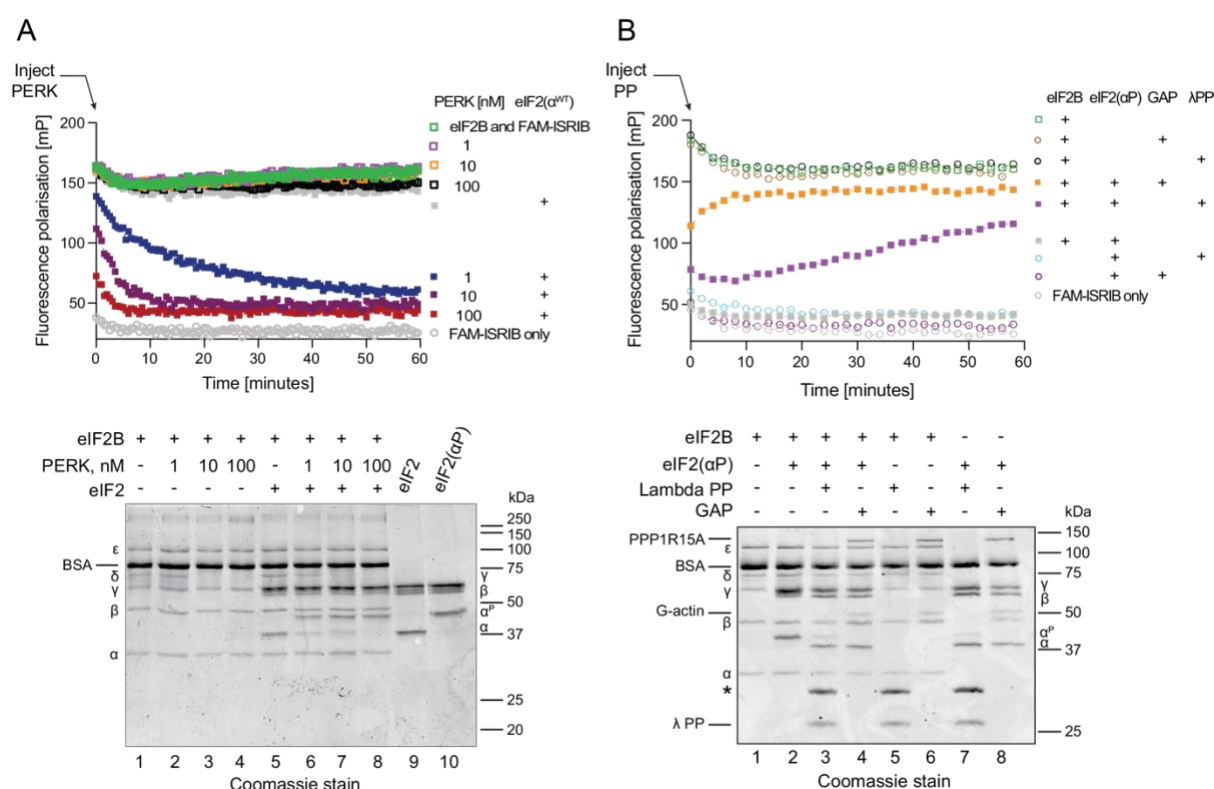 A
Inject
PERK
Fluorescence polarisation [mP]
200
150
100
50
0 10 20 30 40 50 60
Time [minutes]
PERK [nM] eIF2(α^WT)
eIF2B and FAM-ISRIB
1
10
100
+
1 +
10 +
100 +
FAM-ISRIB only
eIF2B + + + + + + + +
PERK, nM - 1 10 100 - 1 10 100
eIF2 - - - - + + + +
eIF2
eIF2(αP)
kDa
250
150
100
75
50
37
25
20
ε
BSA
δ
γ
β
α
γ
β
α^P
α
1 2 3 4 5 6 7 8 9 10
Coomassie stain
B
Inject
PP
Fluorescence polarisation [mP]
200
150
100
50
0 10 20 30 40 50 60
Time [minutes]
eIF2B eIF2(αP) GAP λPP
+
+ +
+ +
+ + +
+ + +
+ +
+ +
+ +
FAM-ISRIB only
eIF2B + + + + + + - -
eIF2(αP) - + + + - - + +
Lambda PP - - + - + - + -
GAP - - - + - + - +
kDa
150
100
75
50
37
25
PPP1R15A
ε
BSA
δ
γ
G-actin
β
α
*
λ PP
γ
β
α^P
α
1 2 3 4 5 6 7 8
Coomassie stain